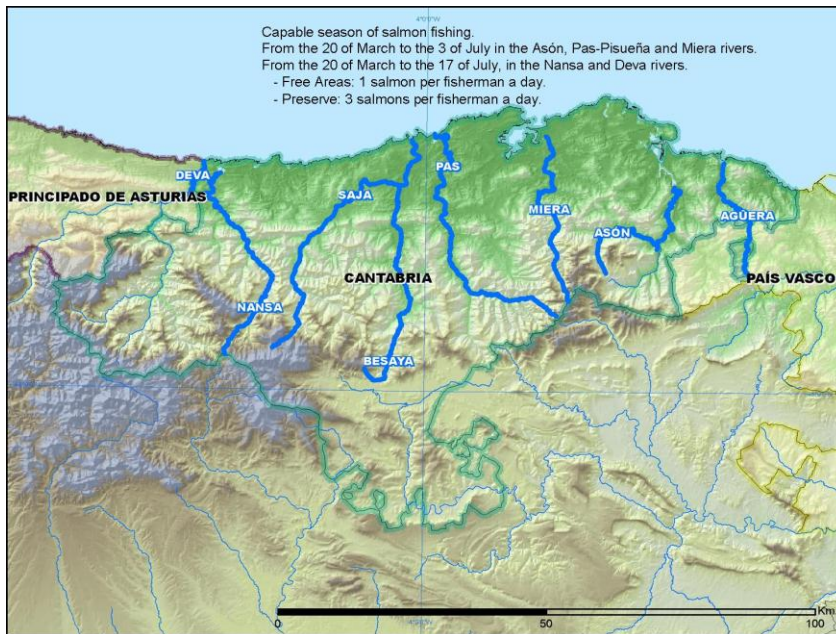 4°0'0"W
Capable season of salmon fishing.
From the 20 of March to the 3 of July in the Asón, Pas-Pisueña and Miera rivers.
From the 20 of March to the 17 of July, in the Nansa and Deva rivers.
- Free Areas: 1 salmon per fisherman a day.
- Preserve: 3 salmons per fisherman a day.
DEVA
PAS
PRINCIPADO DE ASTURIAS
SAJA
MIERA
AGÜERA
ASÓN
CANTABRIA
PAÍS VASCO
NANSA
BESAYA
Km
0
50
100